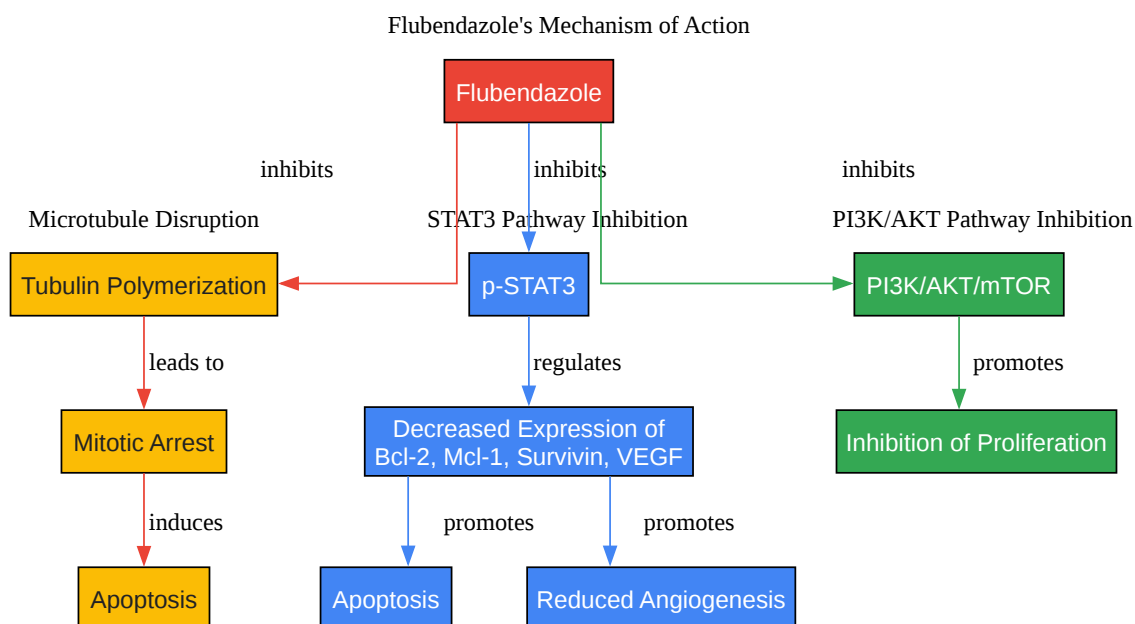 Flubendazole's Mechanism of Action
Flubendazole
inhibits
inhibits
inhibits
Microtubule Disruption
STAT3 Pathway Inhibition
PI3K/AKT Pathway Inhibition
Tubulin Polymerization
p-STAT3
PI3K/AKT/mTOR
leads to
regulates
promotes
Mitotic Arrest
Decreased Expression of
Bcl-2, Mcl-1, Survivin, VEGF
Inhibition of Proliferation
induces
promotes
promotes
Apoptosis
Apoptosis
Reduced Angiogenesis